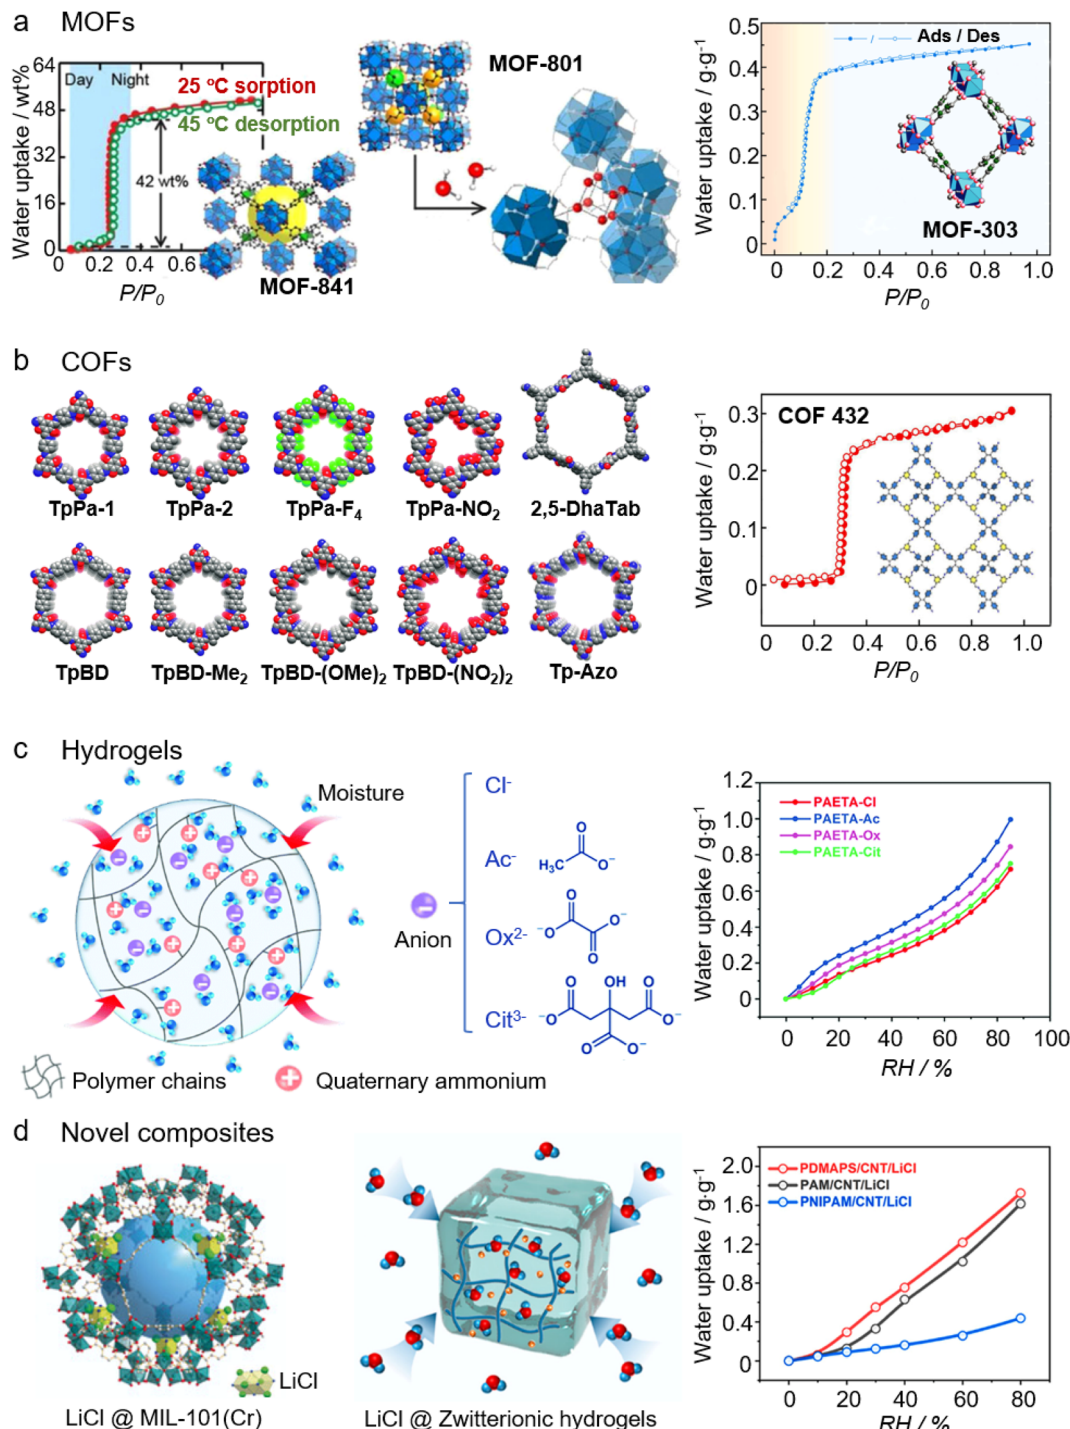 a MOFs
64
48
32
16
0
Water uptake / wt%
Day Night
25 °C sorption
45 °C desorption
42 wt%
0 0.2 0.4 0.6
P/P₀
MOF-841
MOF-801
0.5
0.4
0.3
0.2
0.1
0
Water uptake / g·g⁻¹
Ads / Des
MOF-303
0 0.2 0.4 0.6 0.8 1.0
P/P₀
b COFs
TpPa-1 TpPa-2 TpPa-F₄ TpPa-NO₂ 2,5-DhaTab
TpBD TpBD-Me₂ TpBD-(OMe)₂ TpBD-(NO₂)₂ Tp-Azo
0.3
0.2
0.1
0
Water uptake / g·g⁻¹
COF 432
0 0.2 0.4 0.6 0.8 1.0
P/P₀
c Hydrogels
Moisture
Anion
Cl⁻
Ac⁻
H₃C O O⁻
Ox²⁻
⁻O O O O⁻
Cit³⁻
O OH O
⁻O O⁻
O O⁻
Polymer chains
Quaternary ammonium
1.2
1.0
0.8
0.6
0.4
0.2
0
Water uptake / g·g⁻¹
PAETA-Cl
PAETA-Ac
PAETA-Ox
PAETA-Cit
0 20 40 60 80 100
RH / %
d Novel composites
LiCl
LiCl @ MIL-101(Cr)
LiCl @ Zwitterionic hydrogels
2.0
1.6
1.2
0.8
0.4
0
Water uptake / g·g⁻¹
PDMAPS/CNT/LiCl
PAM/CNT/LiCl
PNIPAM/CNT/LiCl
0 20 40 60 80
RH / %